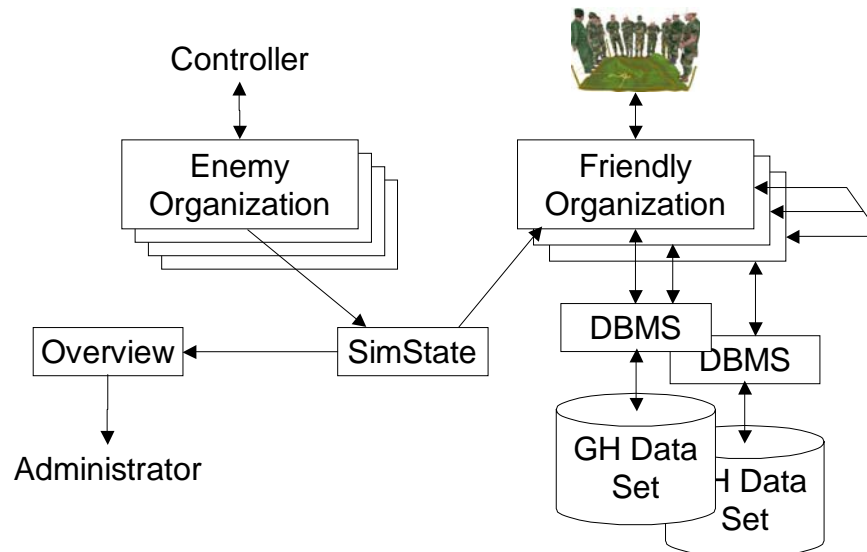 Controller
Enemy
Organization
Friendly
Organization
DBMS
DBMS
Overview
SimState
Administrator
GH Data
Set
H Data
Set